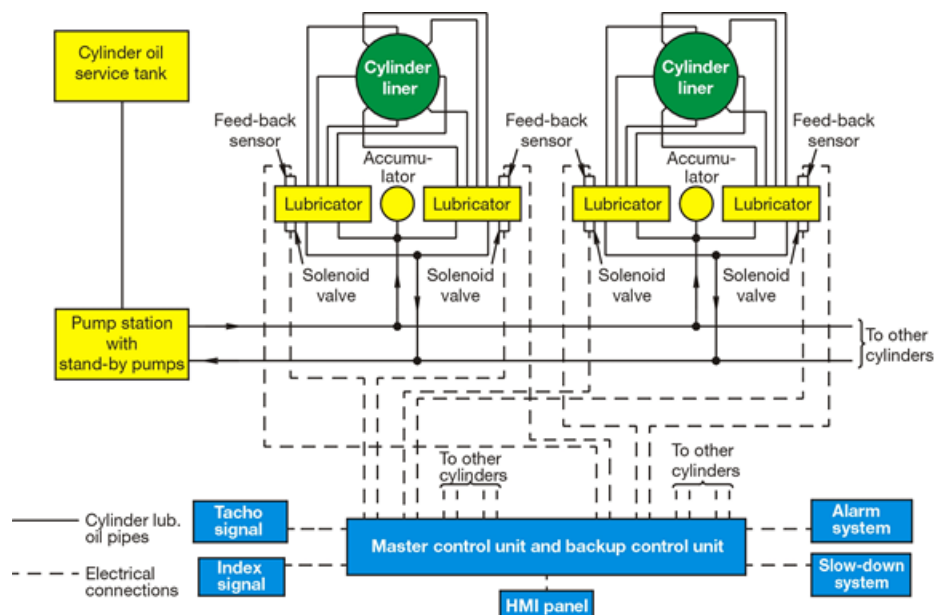 Cylinder oil
service tank
Cylinder
liner
Cylinder
liner
Feed-back
sensor
Accumu-
lator
Feed-back
sensor
Accumu-
lator
Feed-back
sensor
Lubricator
Lubricator
Lubricator
Lubricator
Solenoid
valve
Solenoid
valve
Solenoid
valve
Solenoid
valve
Pump station
with
stand-by pumps
To other
cylinders
To other
cylinders
To other
cylinders
Cylinder lub.
oil pipes
Electrical
connections
Tacho
signal
Index
signal
Master control unit and backup control unit
Alarm
system
Slow-down
system
HMI panel